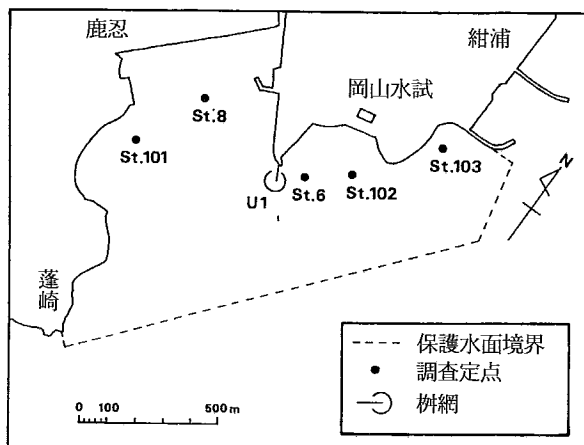 鹿忍
紺浦
岡山水試
St.8
St.101
St.103
St.6
St.102
U1
N
蓬崎
保護水面境界
調査定点
桝網
0 100 500m